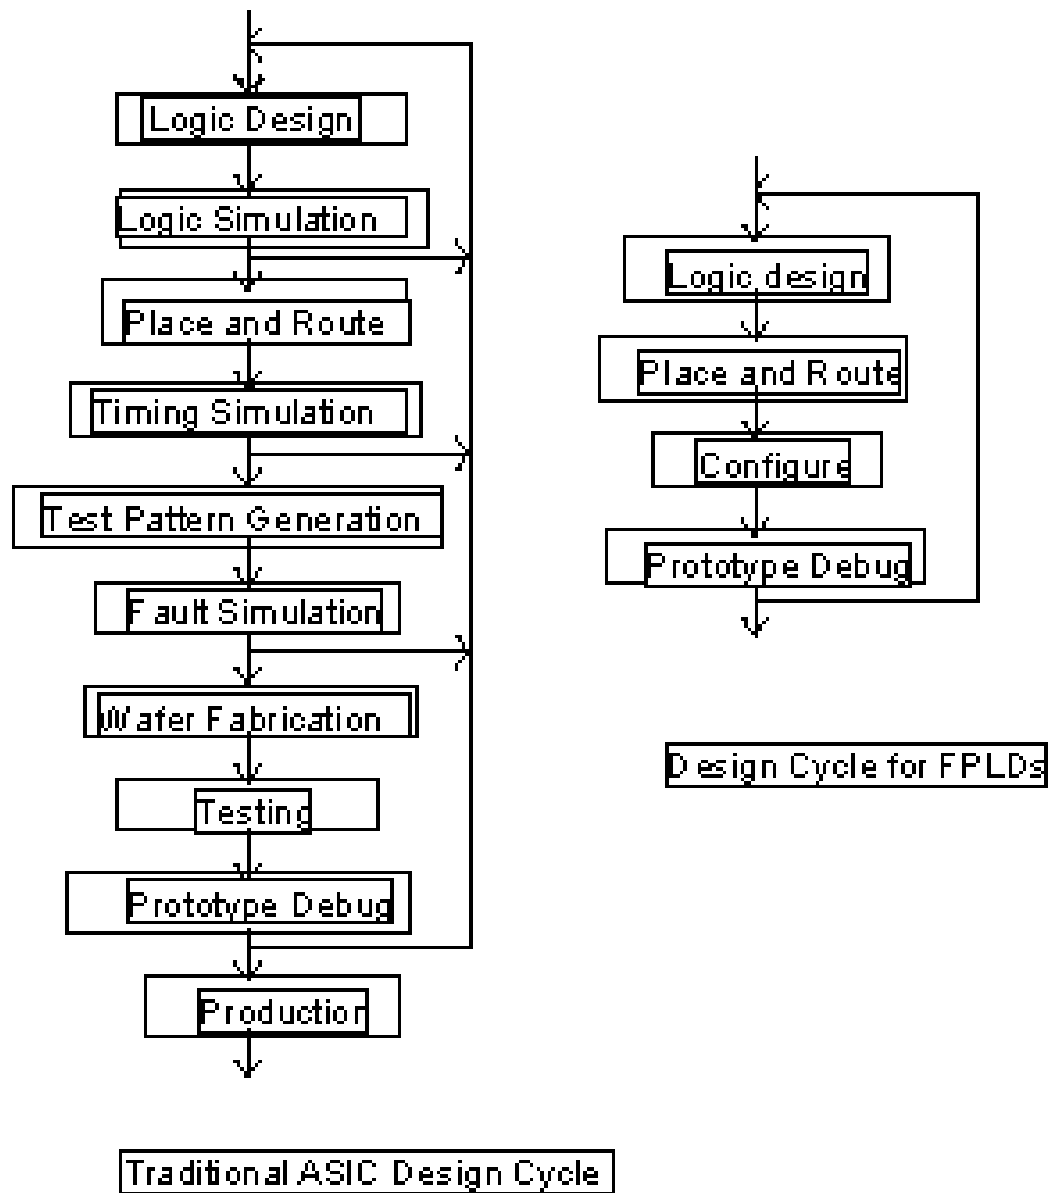 Logic Design
Logic Simulation
Place and Route
Timing Simulation
Test Pattern Generation
Fault Simulation
Wafer Fabrication
Testing
Prototype Debug
Production
Traditional ASIC Design Cycle
Logic design
Place and Route
Configure
Prototype Debug
Design Cycle for FPLDs